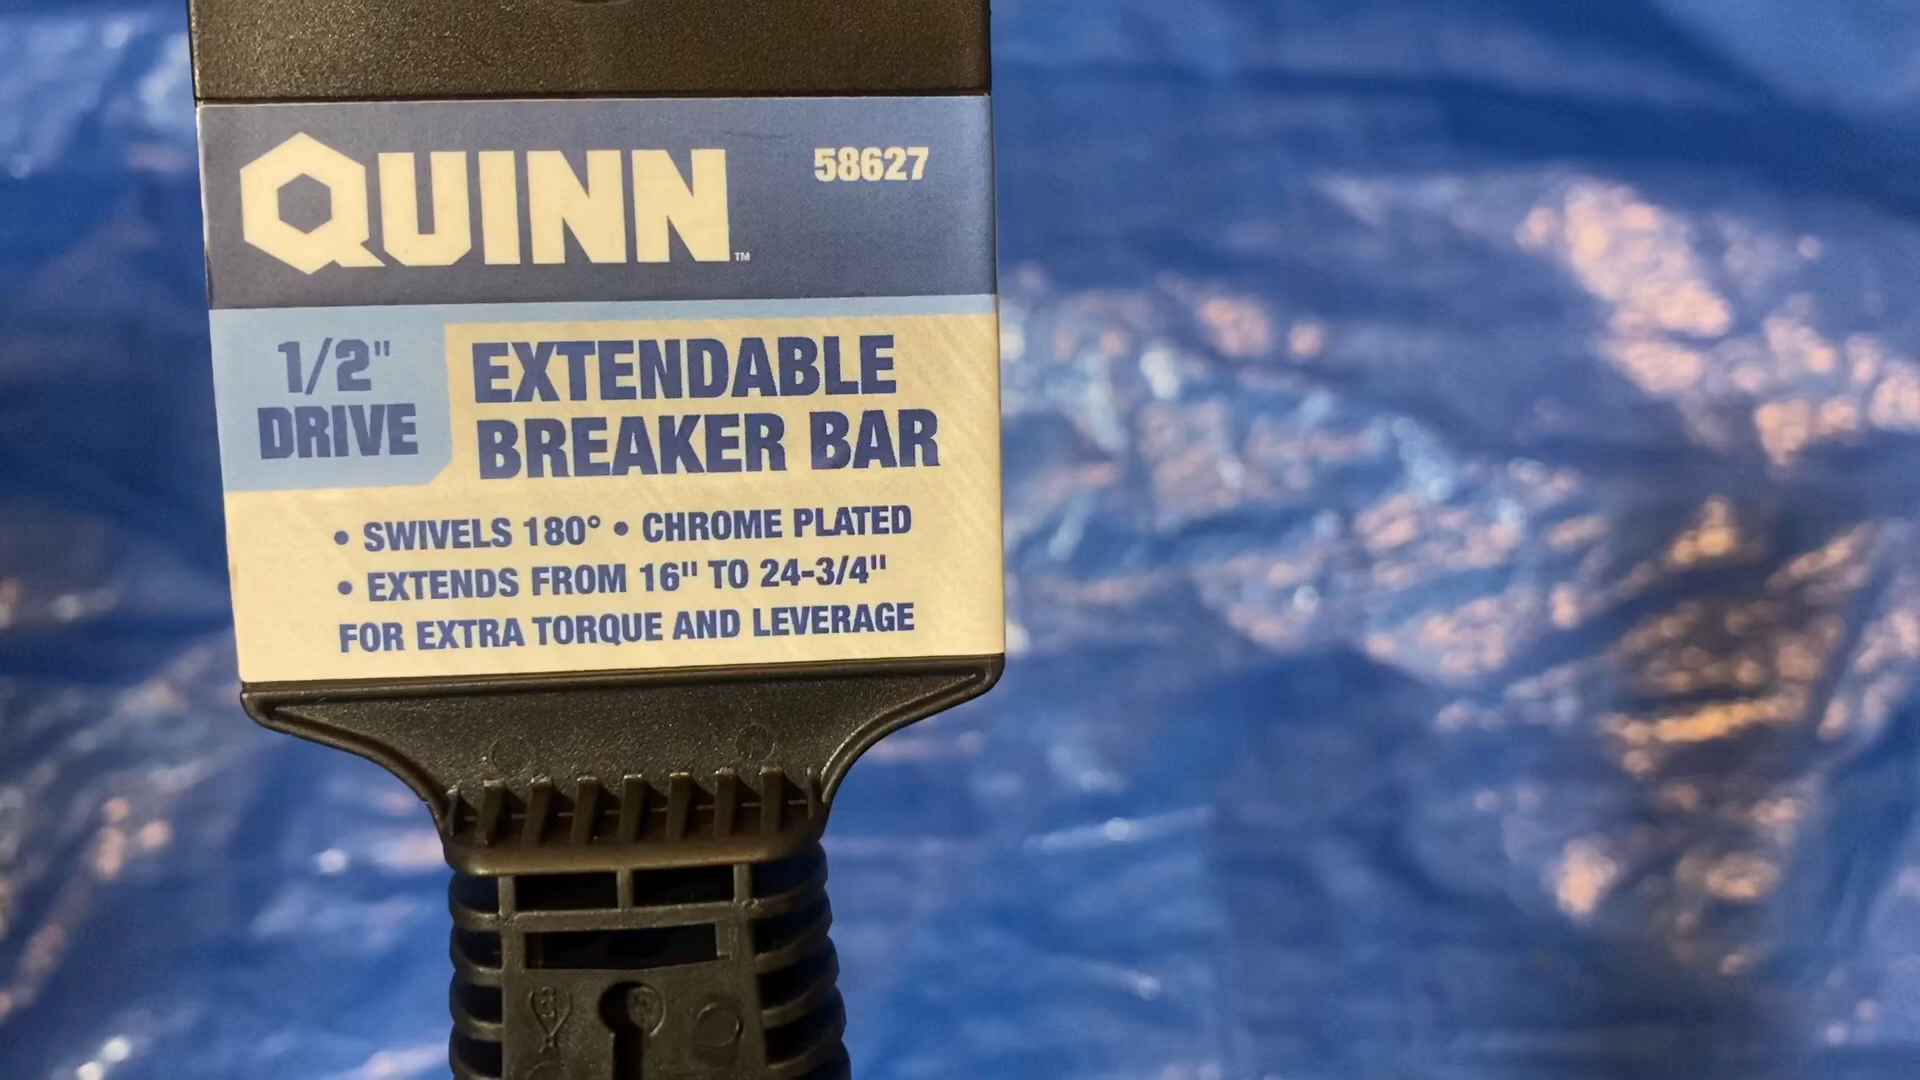 QUINN™
58627
1/2"
DRIVE
EXTENDABLE
BREAKER BAR
• SWIVELS 180° • CHROME PLATED
• EXTENDS FROM 16" TO 24-3/4"
FOR EXTRA TORQUE AND LEVERAGE